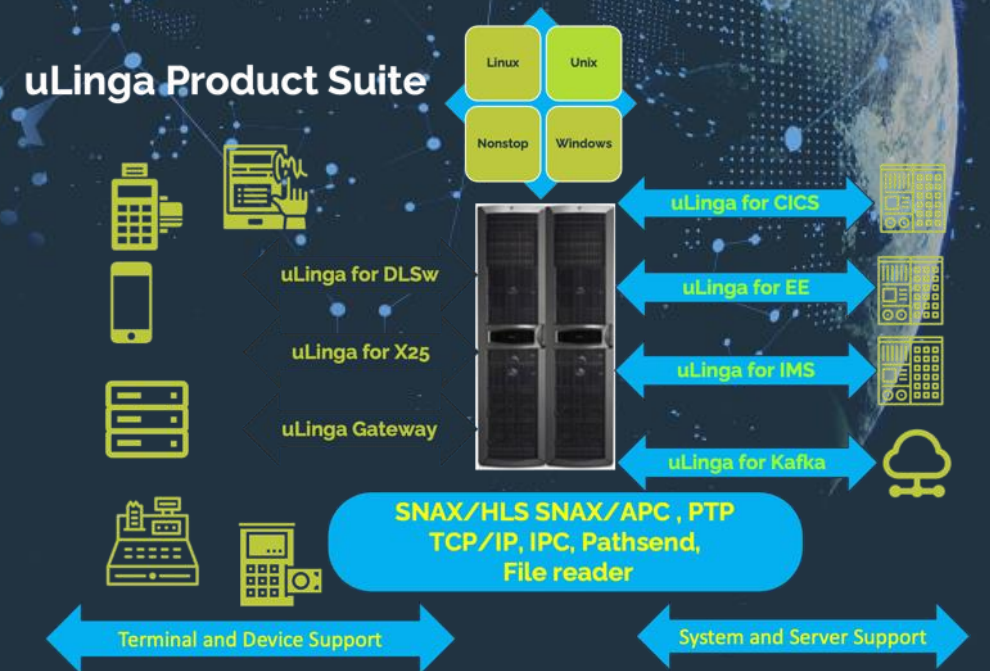 uLinga Product Suite
Linux
Unix
Nonstop
Windows
uLinga for DLSw
uLinga for X25
uLinga Gateway
uLinga for CICS
uLinga for EE
uLinga for IMS
uLinga for Kafka
SNAX/HLS SNAX/APC , PTP
TCP/IP, IPC, Pathsend,
File reader
Terminal and Device Support
System and Server Support